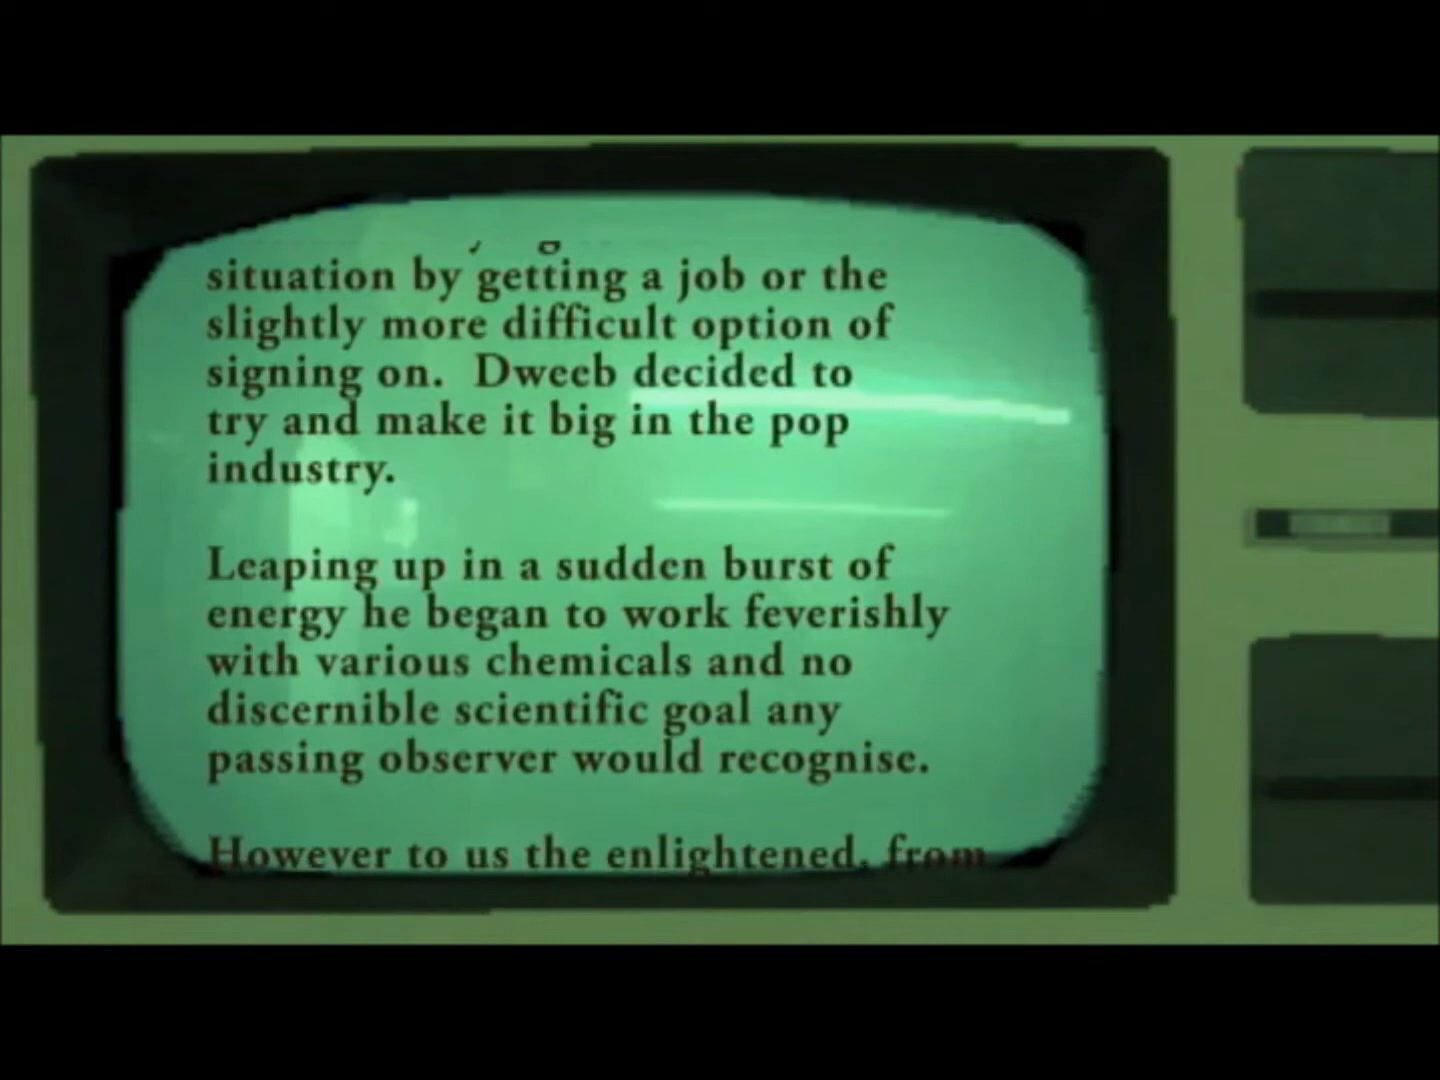 situation by getting a job or the
slightly more difficult option of
signing on. Dweeb decided to
try and make it big in the pop
industry.
Leaping up in a sudden burst of
energy he began to work feverishly
with various chemicals and no
discernible scientific goal any
passing observer would recognise.
However to us the enlightened, from